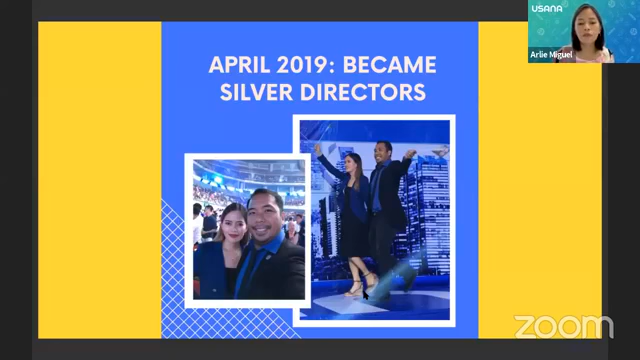 APRIL 2019: BECAME
SILVER DIRECTORS
USANA
Arlie Miguel
zoom